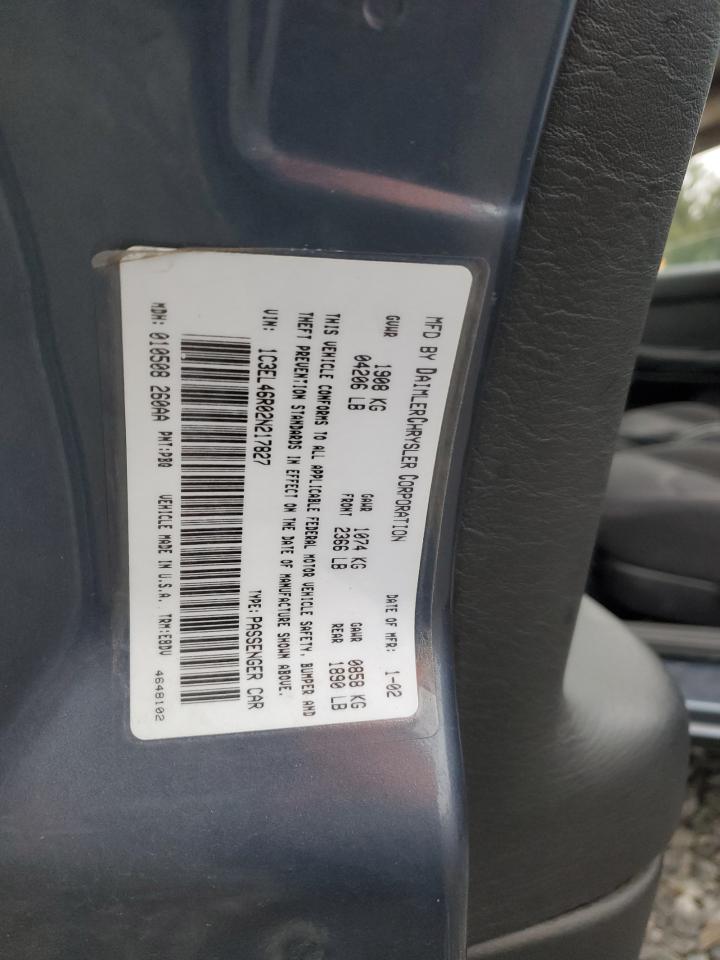 MFD BY DAIMLERCHRYSLER CORPORATION
DATE OF MFR: 1-02
GVWR 1908 KG 04206 LB
GAWR FRONT 1074 KG 2366 LB
GAWR REAR 0858 KG 1890 LB
THIS VEHICLE CONFORMS TO ALL APPLICABLE FEDERAL MOTOR VEHICLE SAFETY, BUMPER AND
THEFT PREVENTION STANDARDS IN EFFECT ON THE DATE OF MANUFACTURE SHOWN ABOVE.
VIN: 1C3EL46R02N217827
TYPE: PASSENGER CAR
MDH: 010508 260AA PNT:PBQ VEHICLE MADE IN U.S.A. TRM:E8DV
4648102